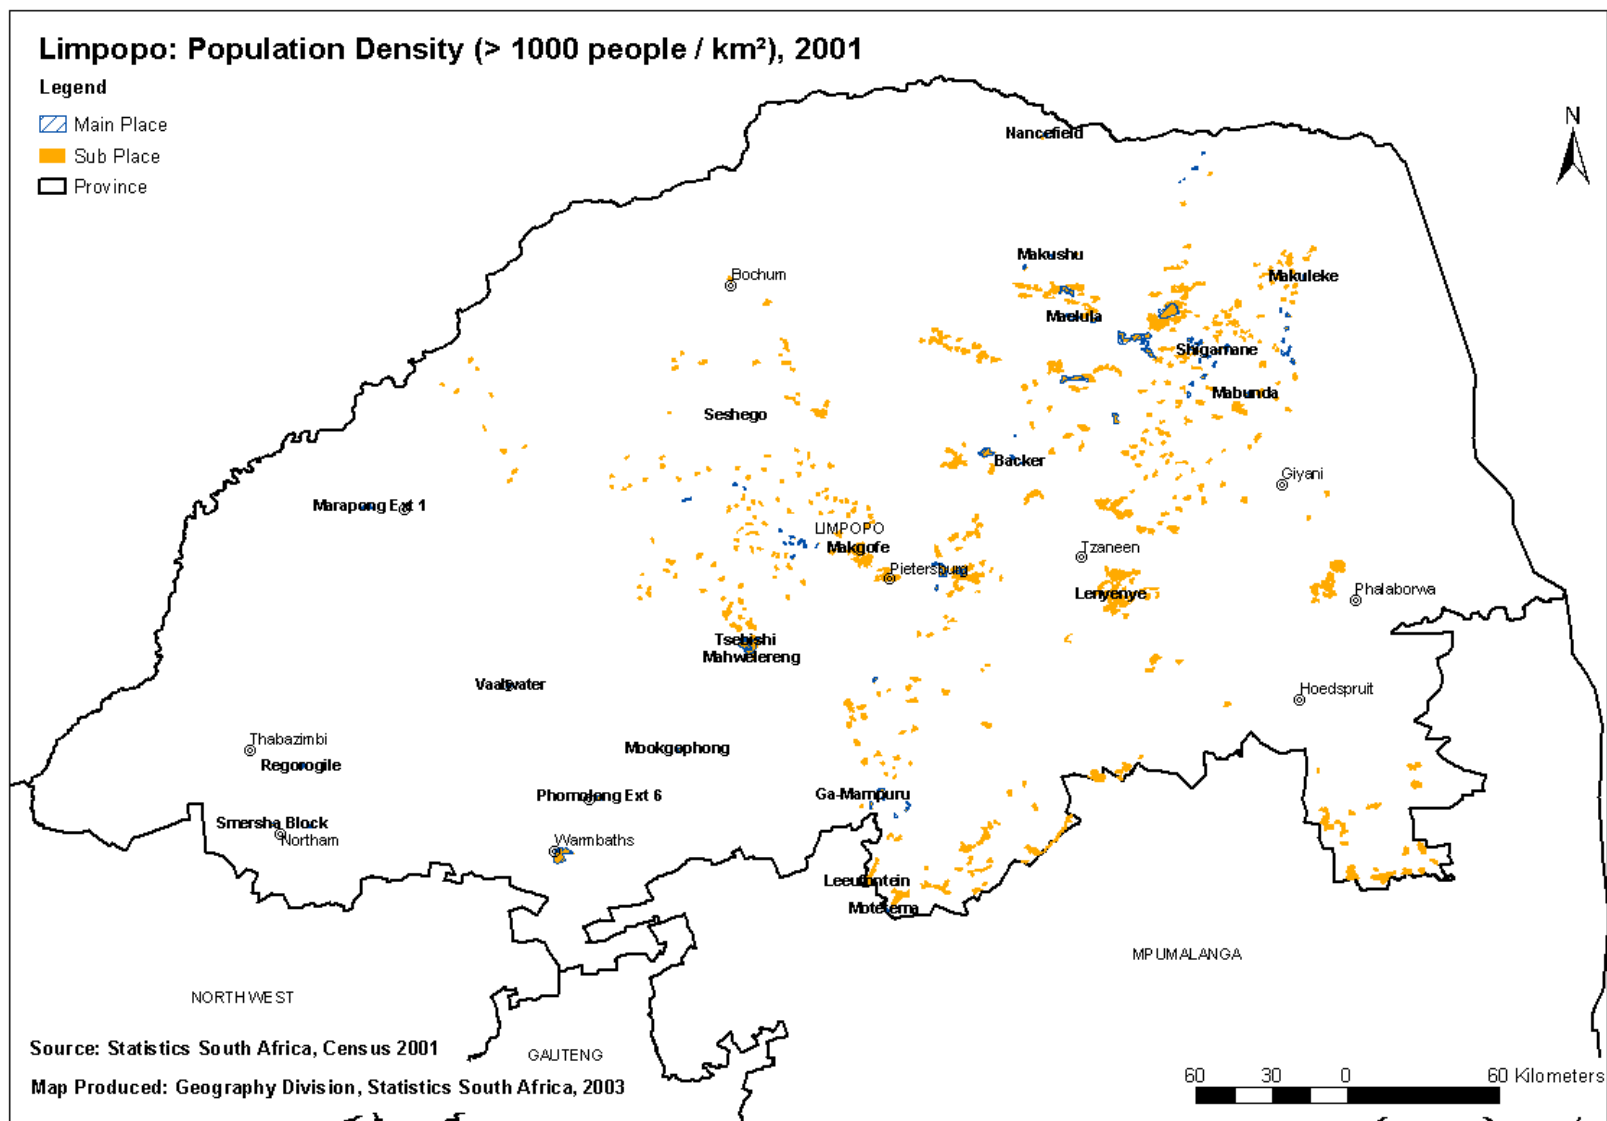 Limpopo: Population Density (> 1000 people / km²), 2001
Legend
Main Place
Sub Place
Province
N
Nancefield
Makushu
Bochum
Makuleke
Maelula
Shigamane
Mabunda
Seshego
Backer
Giyani
Marapong Ext 1
LIMPOPO
Makgofe
Tzaneen
Pietersburg
Phalaborwa
Lenyenye
Tsebishi
Mahwelereng
Vaalwater
Hoedspruit
Thabazimbi
Mookgophong
Regorogile
Phomolong Ext 6
Ga-Mampuru
Smersha Block
Northam
Warmbaths
Leeufontein
Motetema
MPUMALANGA
NORTH WEST
Source: Statistics South Africa, Census 2001
GAUTENG
Map Produced: Geography Division, Statistics South Africa, 2003
60 30 0 60 Kilometers